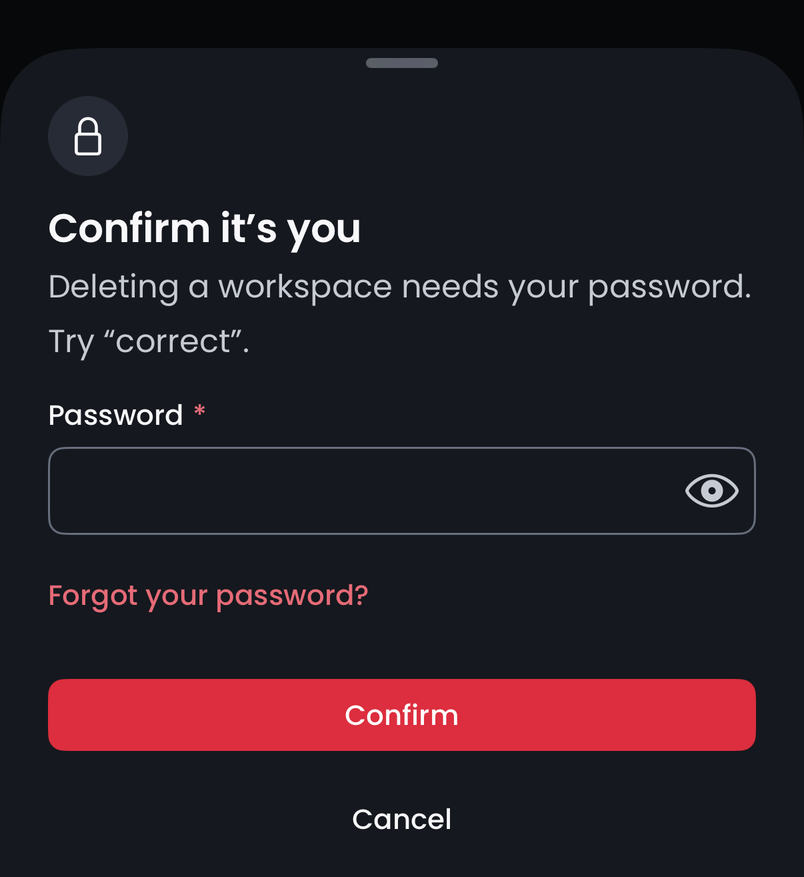 Confirm it’s you
Deleting a workspace needs your password.
Try “correct”.
Password *
Forgot your password?
Confirm
Cancel